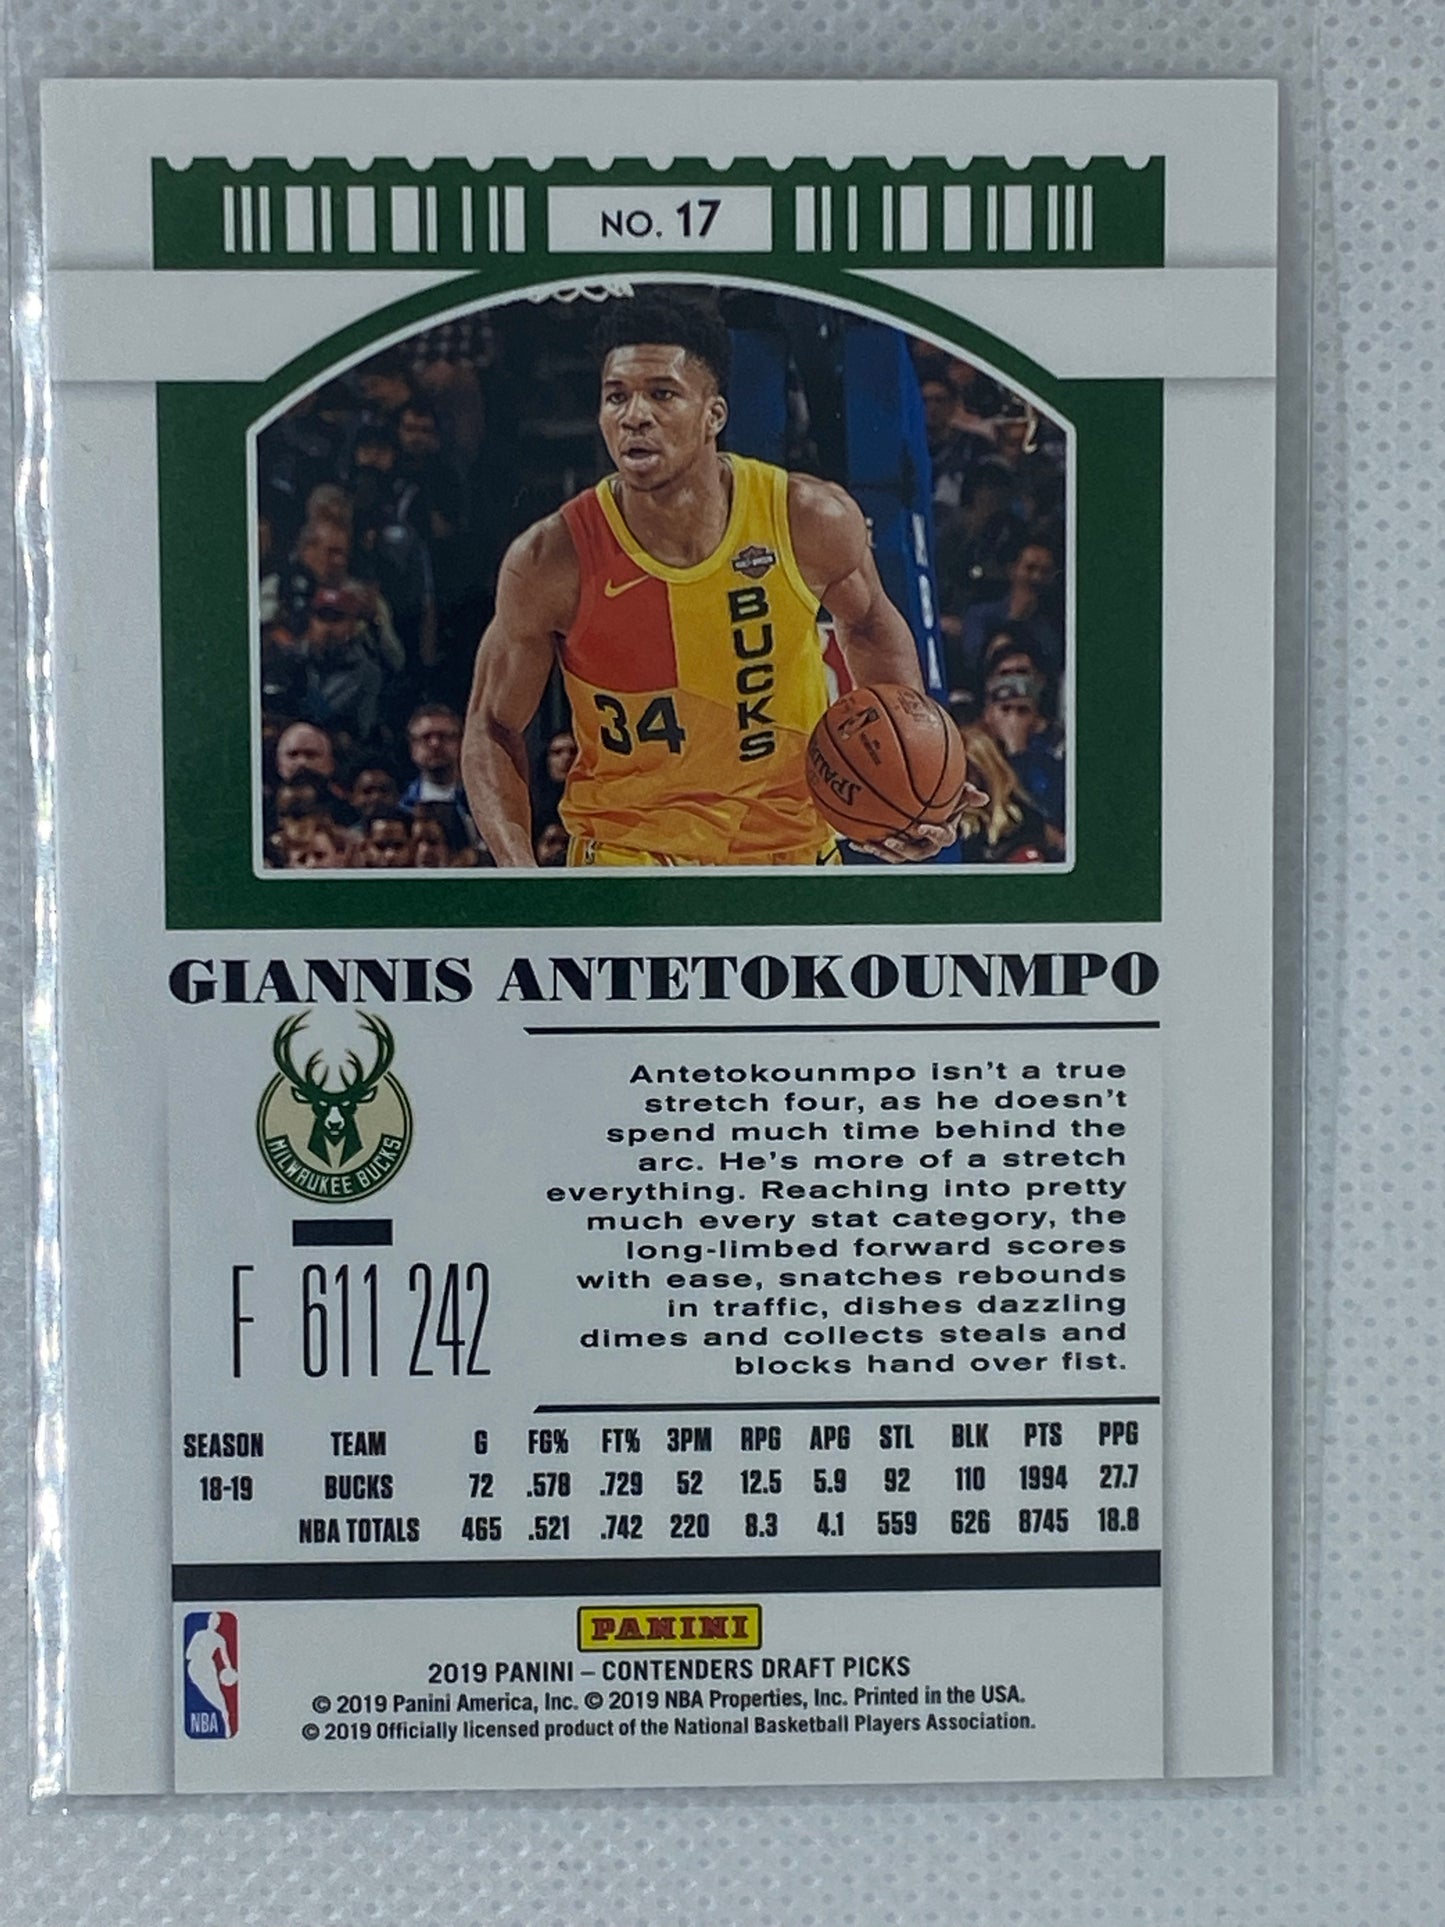 NO. 17
HARLEY-DAVIDSON
BUCKS
34
SPALDING
NBA
GIANNIS ANTETOKOUNMPO
MILWAUKEE BUCKS
Antetokounmpo isn't a true
stretch four, as he doesn't
spend much time behind the
arc. He's more of a stretch
everything. Reaching into pretty
much every stat category, the
long-limbed forward scores
with ease, snatches rebounds
in traffic, dishes dazzling
dimes and collects steals and
blocks hand over fist.
F 611 242
SEASON TEAM G FG% FT% 3PM RPG APG STL BLK PTS PPG
18-19 BUCKS 72 .578 .729 52 12.5 5.9 92 110 1994 27.7
NBA TOTALS 465 .521 .742 220 8.3 4.1 559 626 8745 18.8
PANINI
2019 PANINI – CONTENDERS DRAFT PICKS
© 2019 Panini America, Inc. © 2019 NBA Properties, Inc. Printed in the USA.
© 2019 Officially licensed product of the National Basketball Players Association.
NBA